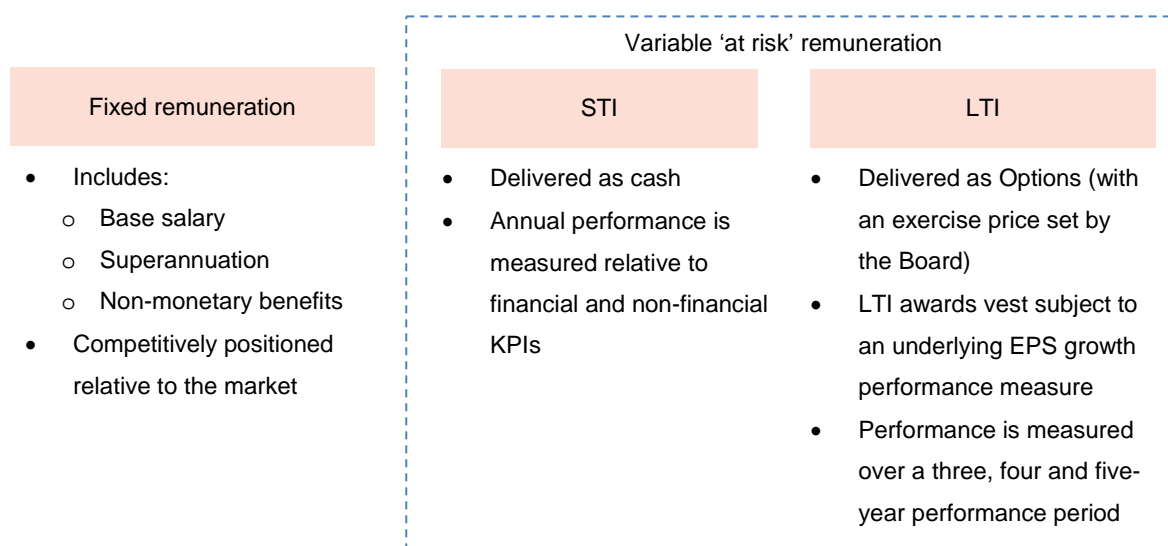 Variable ‘at risk’ remuneration
Fixed remuneration
• Includes:
o Base salary
o Superannuation
o Non-monetary benefits
• Competitively positioned
relative to the market
STI
• Delivered as cash
• Annual performance is
measured relative to
financial and non-financial
KPIs
LTI
• Delivered as Options (with
an exercise price set by
the Board)
• LTI awards vest subject to
an underlying EPS growth
performance measure
• Performance is measured
over a three, four and five-
year performance period